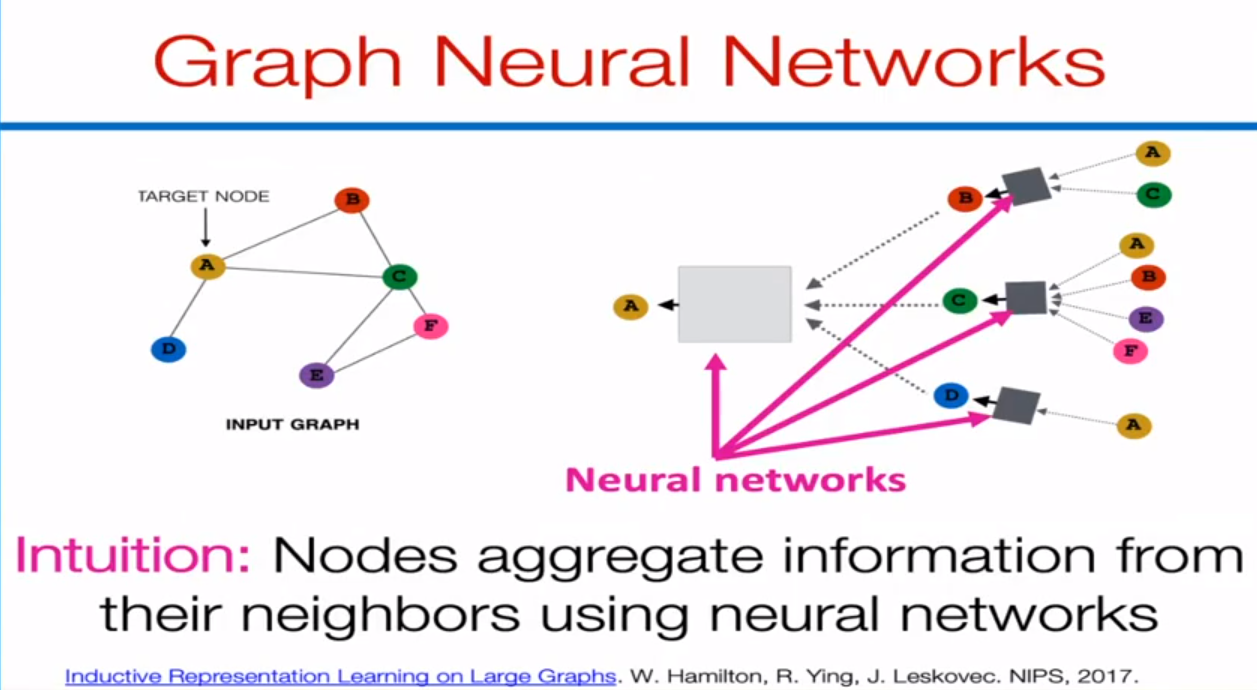 Graph Neural Networks
TARGET NODE
A
B
C
D
E
F
INPUT GRAPH
A
B
C
D
A
C
A
B
E
F
A
Neural networks
Intuition: Nodes aggregate information from
their neighbors using neural networks
Inductive Representation Learning on Large Graphs. W. Hamilton, R. Ying, J. Leskovec. NIPS, 2017.